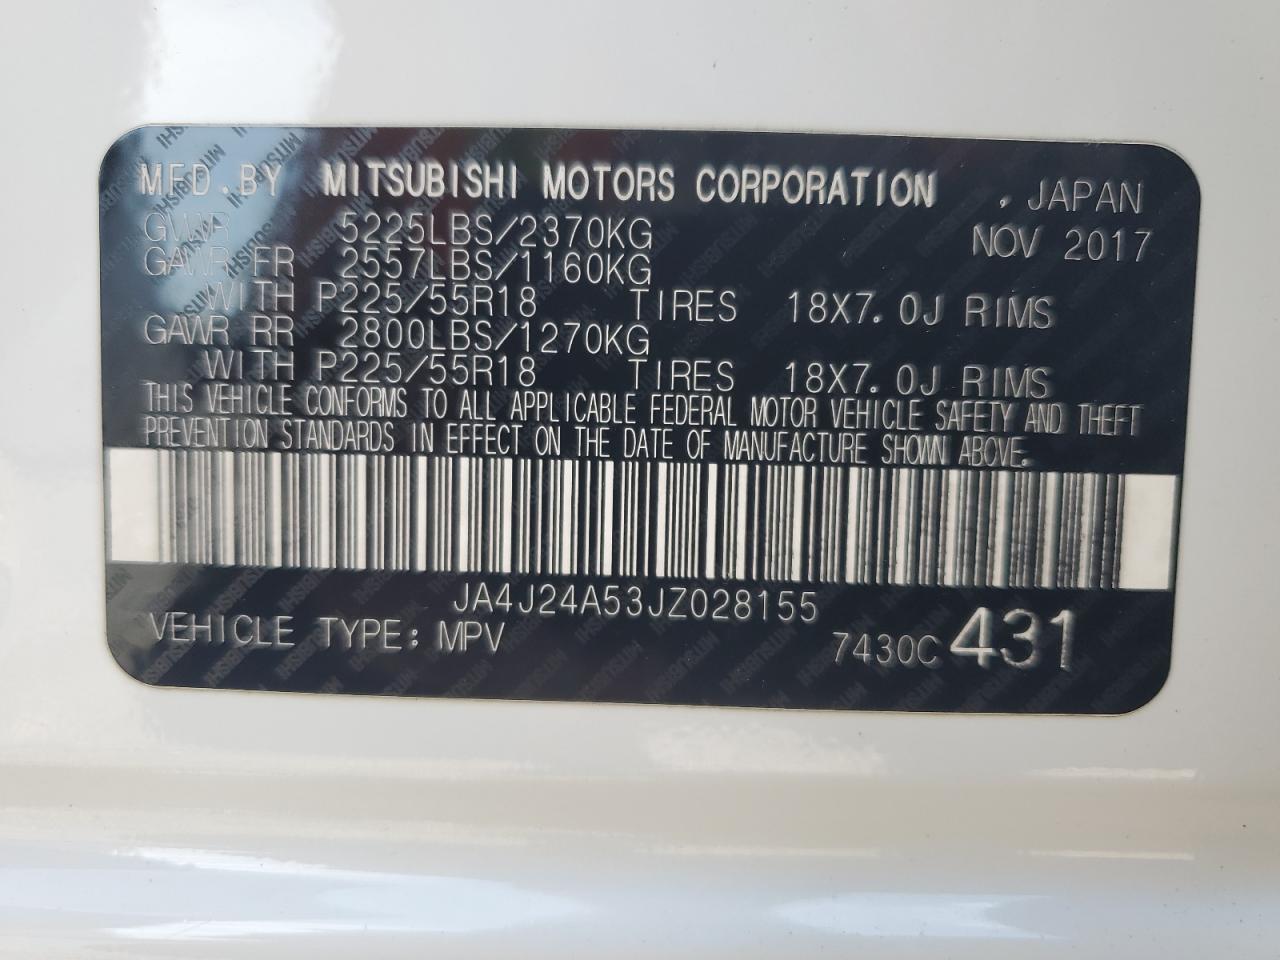 MFD.BY MITSUBISHI MOTORS CORPORATION , JAPAN
GVWR 5225LBS/2370KG NOV 2017
GAWR FR 2557LBS/1160KG
WITH P225/55R18 TIRES 18X7.0J RIMS
GAWR RR 2800LBS/1270KG
WITH P225/55R18 TIRES 18X7.0J RIMS
THIS VEHICLE CONFORMS TO ALL APPLICABLE FEDERAL MOTOR VEHICLE SAFETY AND THEFT
PREVENTION STANDARDS IN EFFECT ON THE DATE OF MANUFACTURE SHOWN ABOVE.
JA4J24A53JZ028155
VEHICLE TYPE: MPV 7430C 431